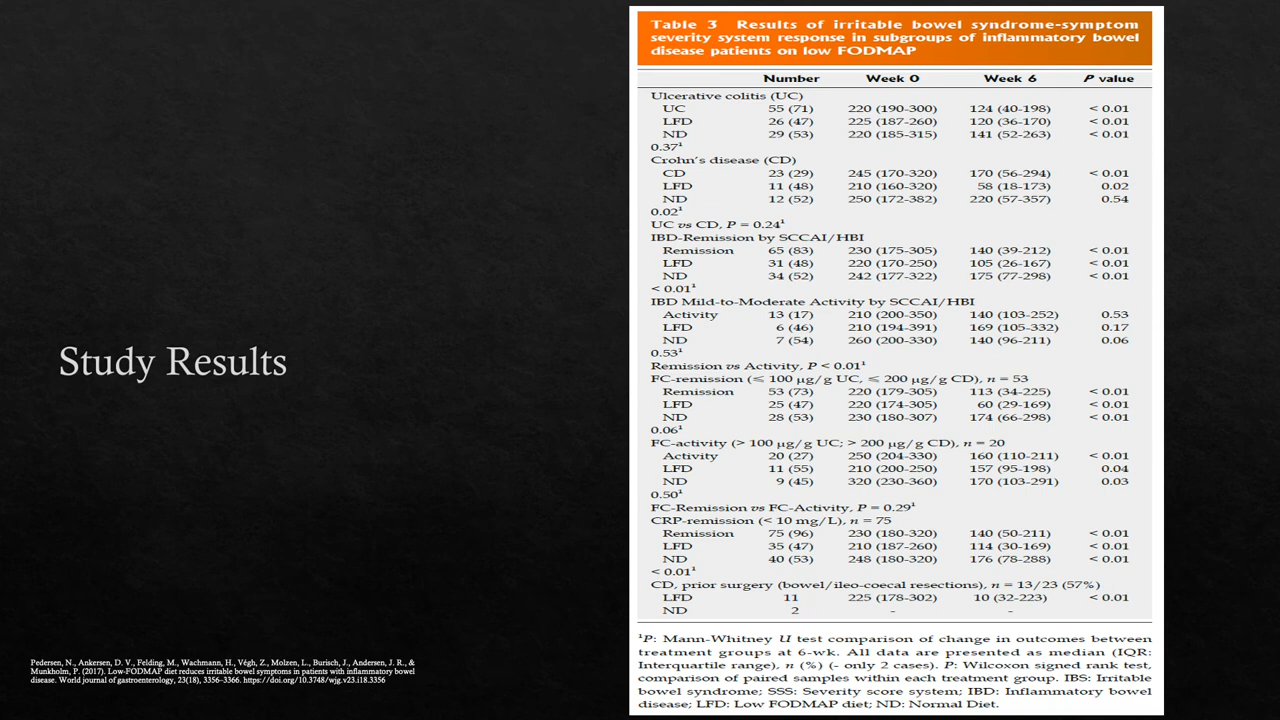 Study Results
Pedersen, N., Ankersen, D. V., Felding, M., Wachmann, H., Végh, Z., Molzen, L., Burisch, J., Andersen, J. R., &
Munkholm, P. (2017). Low-FODMAP diet reduces irritable bowel symptoms in patients with inflammatory bowel
disease. World journal of gastroenterology, 23(18), 3356–3366. https://doi.org/10.3748/wjg.v23.i18.3356
Table 3 Results of irritable bowel syndrome-symptom
severity system response in subgroups of inflammatory bowel
disease patients on low FODMAP
Number Week 0 Week 6 P value
Ulcerative colitis (UC)
UC 55 (71) 220 (190-300) 124 (40-198) < 0.01
LFD 26 (47) 225 (187-260) 120 (36-170) < 0.01
ND 29 (53) 220 (185-315) 141 (52-263) < 0.01
0.37¹
Crohn's disease (CD)
CD 23 (29) 245 (170-320) 170 (56-294) < 0.01
LFD 11 (48) 210 (160-320) 58 (18-173) 0.02
ND 12 (52) 250 (172-382) 220 (57-357) 0.54
0.02¹
UC vs CD, P = 0.24¹
IBD-Remission by SCCAI/HBI
Remission 65 (83) 230 (175-305) 140 (39-212) < 0.01
LFD 31 (48) 220 (170-250) 105 (26-167) < 0.01
ND 34 (52) 242 (177-322) 175 (77-298) < 0.01
< 0.01¹
IBD Mild-to-Moderate Activity by SCCAI/HBI
Activity 13 (17) 210 (200-350) 140 (103-252) 0.53
LFD 6 (46) 210 (194-391) 169 (105-332) 0.17
ND 7 (54) 260 (200-330) 140 (96-211) 0.06
0.53¹
Remission vs Activity, P < 0.01¹
FC-remission (≤ 100 μg/g UC, ≤ 200 μg/g CD), n = 53
Remission 53 (73) 220 (179-305) 113 (34-225) < 0.01
LFD 25 (47) 220 (174-305) 60 (29-169) < 0.01
ND 28 (53) 230 (180-307) 174 (66-298) < 0.01
0.06¹
FC-activity (> 100 μg/g UC; > 200 μg/g CD), n = 20
Activity 20 (27) 250 (204-330) 160 (110-211) < 0.01
LFD 11 (55) 210 (200-250) 157 (95-198) 0.04
ND 9 (45) 320 (230-360) 170 (103-291) 0.03
0.50¹
FC-Remission vs FC-Activity, P = 0.29¹
CRP-remission (< 10 mg/L), n = 75
Remission 75 (96) 230 (180-320) 140 (50-211) < 0.01
LFD 35 (47) 210 (187-260) 114 (30-169) < 0.01
ND 40 (53) 248 (180-320) 176 (78-288) < 0.01
< 0.01¹
CD, prior surgery (bowel/ileo-coecal resections), n = 13/23 (57%)
LFD 11 225 (178-302) 10 (32-223) < 0.01
ND 2 - -
¹P: Mann-Whitney U test comparison of change in outcomes between
treatment groups at 6-wk. All data are presented as median (IQR:
Interquartile range), n (%) (- only 2 cases). P: Wilcoxon signed rank test,
comparison of paired samples within each treatment group. IBS: Irritable
bowel syndrome; SSS: Severity score system; IBD: Inflammatory bowel
disease; LFD: Low FODMAP diet; ND: Normal Diet.